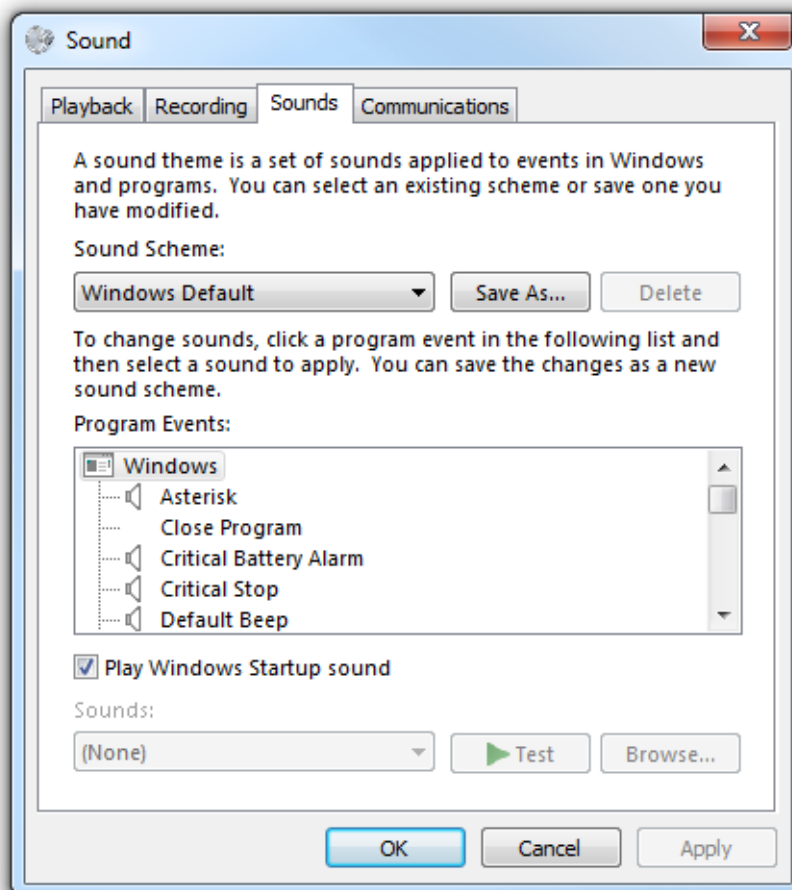 Sound
Playback Recording Sounds Communications
A sound theme is a set of sounds applied to events in Windows
and programs. You can select an existing scheme or save one you
have modified.
Sound Scheme:
Windows Default Save As... Delete
To change sounds, click a program event in the following list and
then select a sound to apply. You can save the changes as a new
sound scheme.
Program Events:
Windows
Asterisk
Close Program
Critical Battery Alarm
Critical Stop
Default Beep
Play Windows Startup sound
Sounds:
(None) Test Browse...
OK Cancel Apply